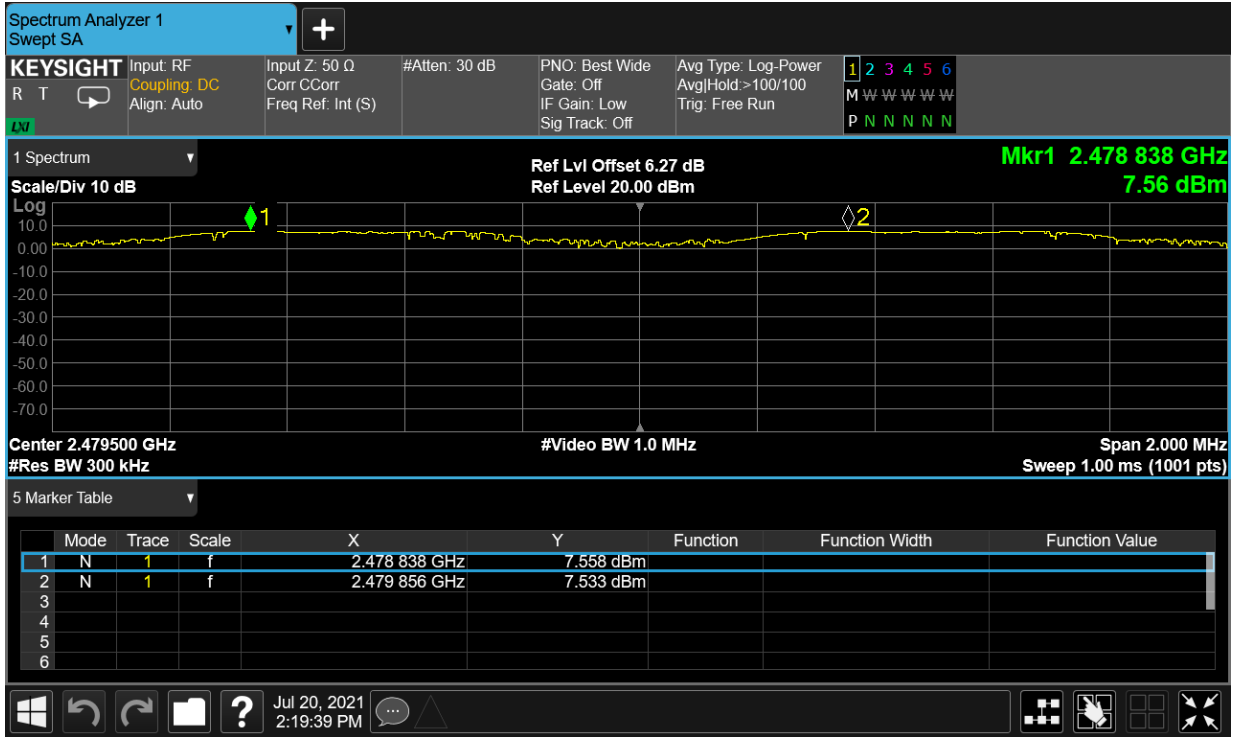 Spectrum Analyzer 1
Swept SA
KEYSIGHT
R T
LXI
Input: RF
Coupling: DC
Align: Auto
Input Z: 50 Ω
Corr CCorr
Freq Ref: Int (S)
#Atten: 30 dB
PNO: Best Wide
Gate: Off
IF Gain: Low
Sig Track: Off
Avg Type: Log-Power
Avg|Hold:>100/100
Trig: Free Run
1 2 3 4 5 6
M W W W W W
P N N N N N
1 Spectrum
Scale/Div 10 dB
Ref Lvl Offset 6.27 dB
Ref Level 20.00 dBm
Mkr1 2.478 838 GHz
7.56 dBm
Log
10.0
0.00
-10.0
-20.0
-30.0
-40.0
-50.0
-60.0
-70.0
1
2
Center 2.479500 GHz
#Video BW 1.0 MHz
Span 2.000 MHz
#Res BW 300 kHz
Sweep 1.00 ms (1001 pts)
5 Marker Table
Mode Trace Scale X Y Function Function Width Function Value
1 N 1 f 2.478 838 GHz 7.558 dBm
2 N 1 f 2.479 856 GHz 7.533 dBm
3
4
5
6
?
Jul 20, 2021
2:19:39 PM